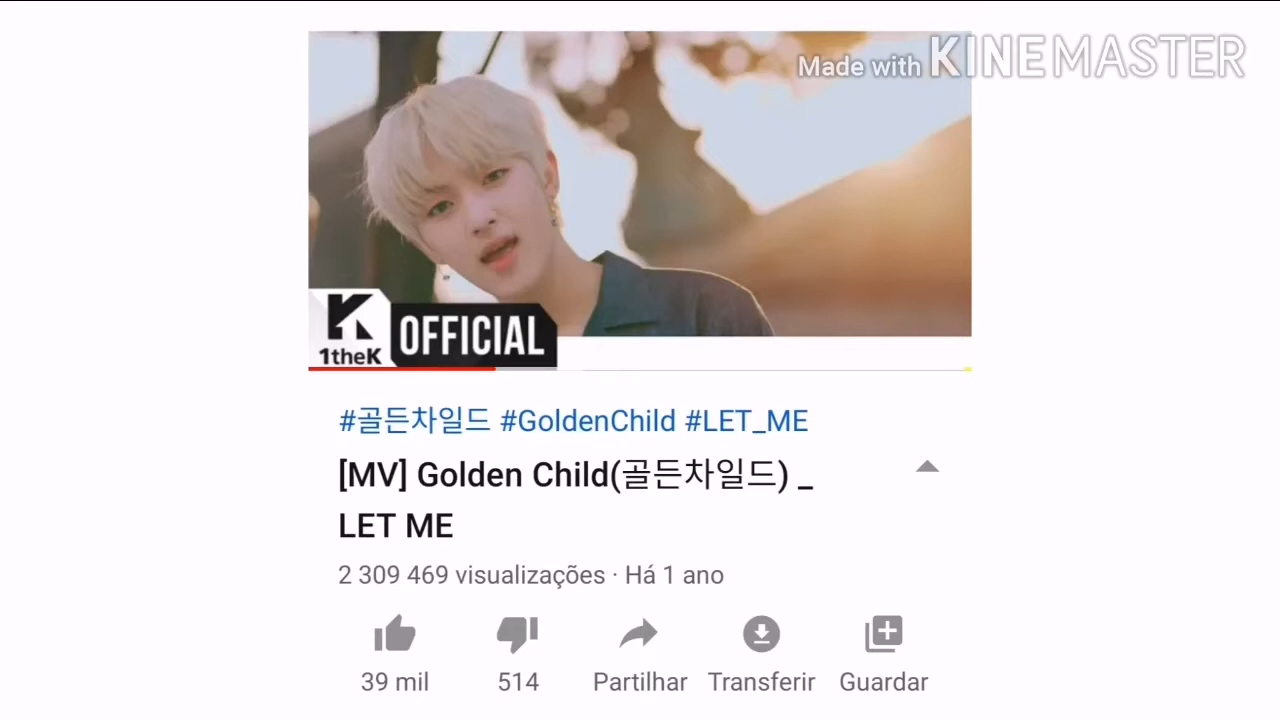 Made with KINEMASTER
1theK
OFFICIAL
#골든차일드 #GoldenChild #LET_ME
[MV] Golden Child(골든차일드) _
LET ME
2 309 469 visualizações · Há 1 ano
39 mil 514 Partilhar Transferir Guardar